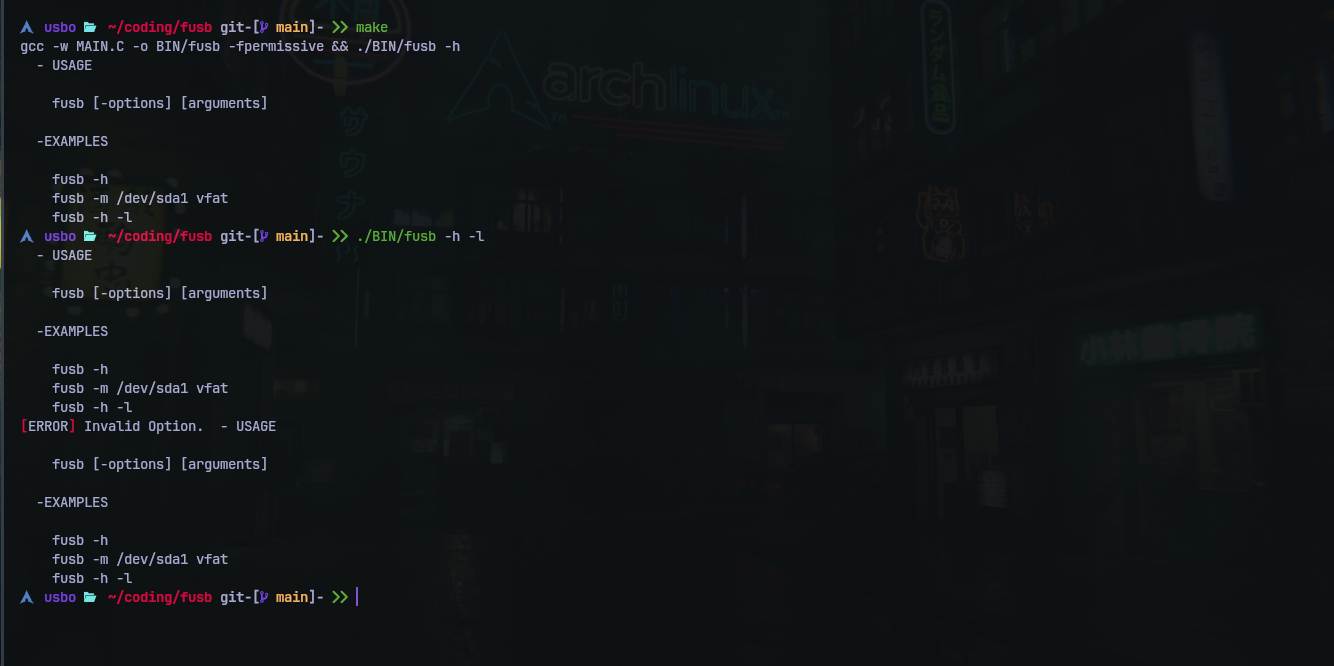 usbo ~/coding/fusb git-[ main]- >> make
gcc -w MAIN.C -o BIN/fusb -fpermissive && ./BIN/fusb -h
- USAGE
fusb [-options] [arguments]
-EXAMPLES
fusb -h
fusb -m /dev/sda1 vfat
fusb -h -l
usbo ~/coding/fusb git-[ main]- >> ./BIN/fusb -h -l
- USAGE
fusb [-options] [arguments]
-EXAMPLES
fusb -h
fusb -m /dev/sda1 vfat
fusb -h -l
[ERROR] Invalid Option.  - USAGE
fusb [-options] [arguments]
-EXAMPLES
fusb -h
fusb -m /dev/sda1 vfat
fusb -h -l
usbo ~/coding/fusb git-[ main]- >>
archlinux
サウナ